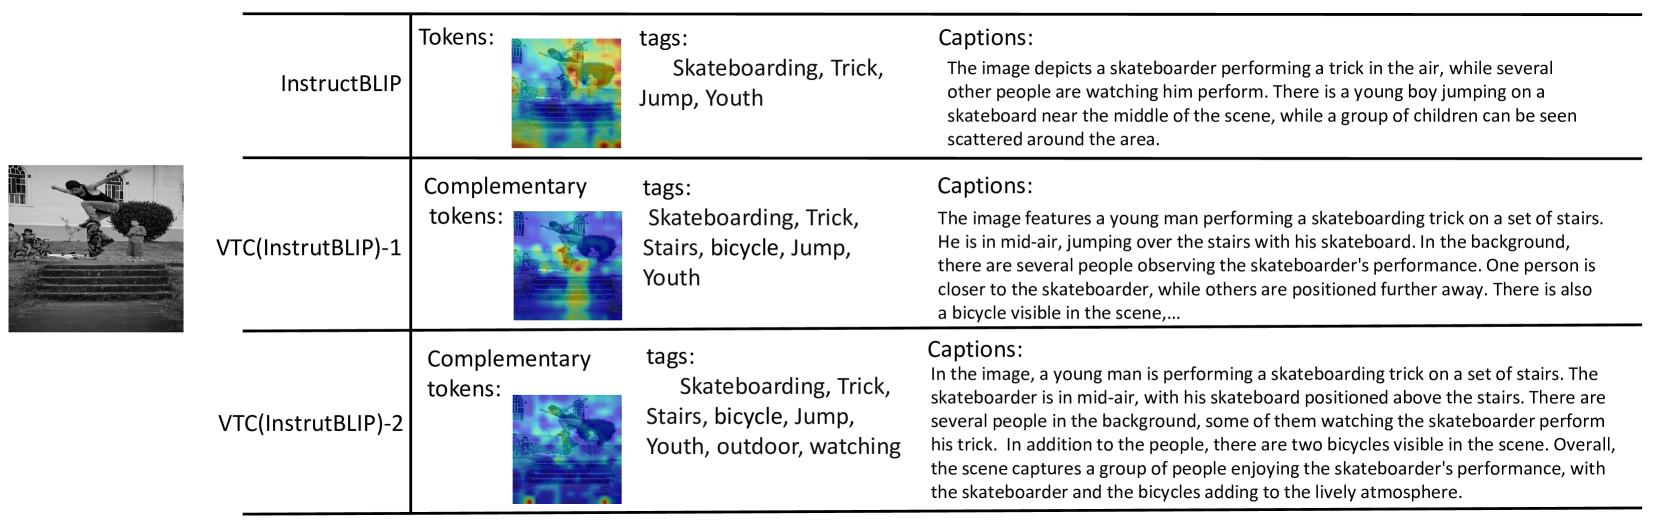 InstructBLIP
Tokens:
tags:
Skateboarding, Trick,
Jump, Youth
Captions:
The image depicts a skateboarder performing a trick in the air, while several
other people are watching him perform. There is a young boy jumping on a
skateboard near the middle of the scene, while a group of children can be seen
scattered around the area.
VTC(InstrutBLIP)-1
Complementary
tokens:
tags:
Skateboarding, Trick,
Stairs, bicycle, Jump,
Youth
Captions:
The image features a young man performing a skateboarding trick on a set of stairs.
He is in mid-air, jumping over the stairs with his skateboard. In the background,
there are several people observing the skateboarder's performance. One person is
closer to the skateboarder, while others are positioned further away. There is also
a bicycle visible in the scene,...
VTC(InstrutBLIP)-2
Complementary
tokens:
tags:
Skateboarding, Trick,
Stairs, bicycle, Jump,
Youth, outdoor, watching
Captions:
In the image, a young man is performing a skateboarding trick on a set of stairs. The
skateboarder is in mid-air, with his skateboard positioned above the stairs. There are
several people in the background, some of them watching the skateboarder perform
his trick.  In addition to the people, there are two bicycles visible in the scene. Overall,
the scene captures a group of people enjoying the skateboarder's performance, with
the skateboarder and the bicycles adding to the lively atmosphere.